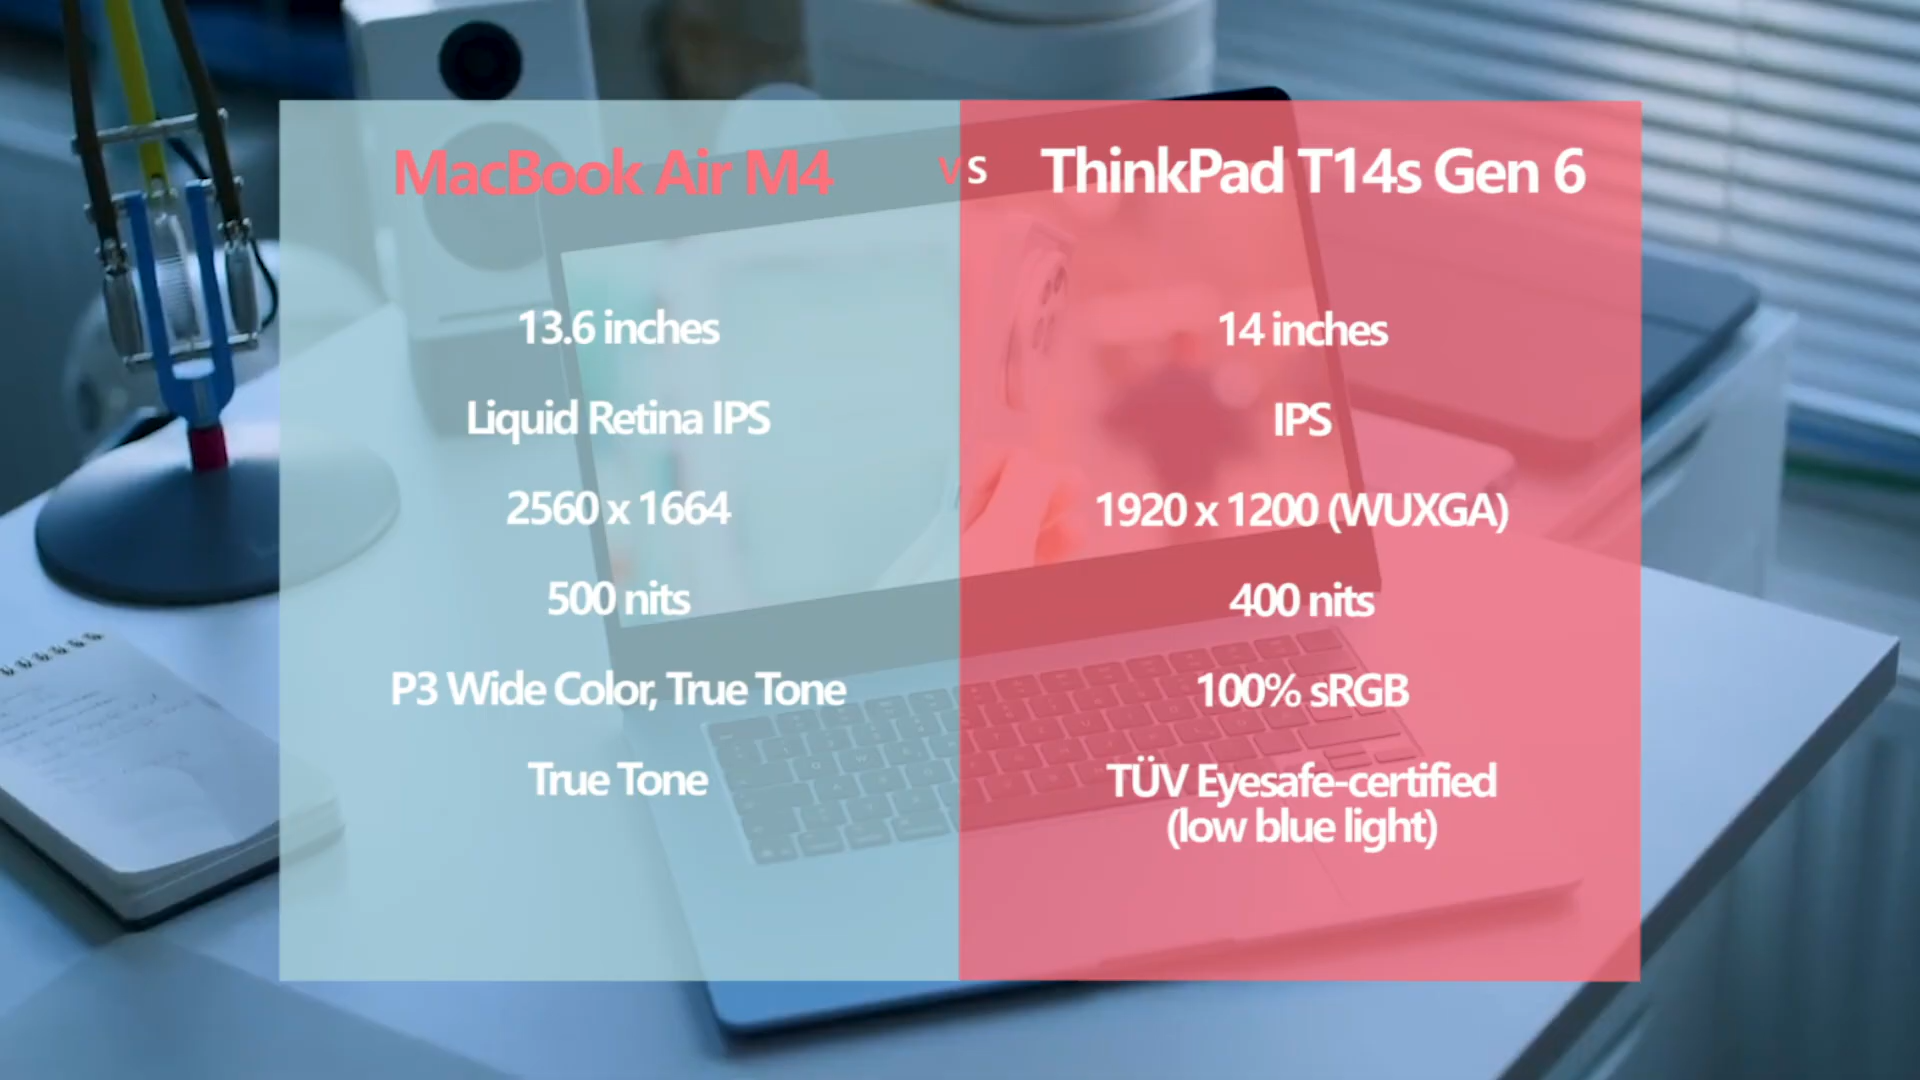 MacBook Air M4 VS ThinkPad T14s Gen 6
13.6 inches
14 inches
Liquid Retina IPS
IPS
2560 x 1664
1920 x 1200 (WUXGA)
500 nits
400 nits
P3 Wide Color, True Tone
100% sRGB
True Tone
TÜV Eyesafe-certified
(low blue light)